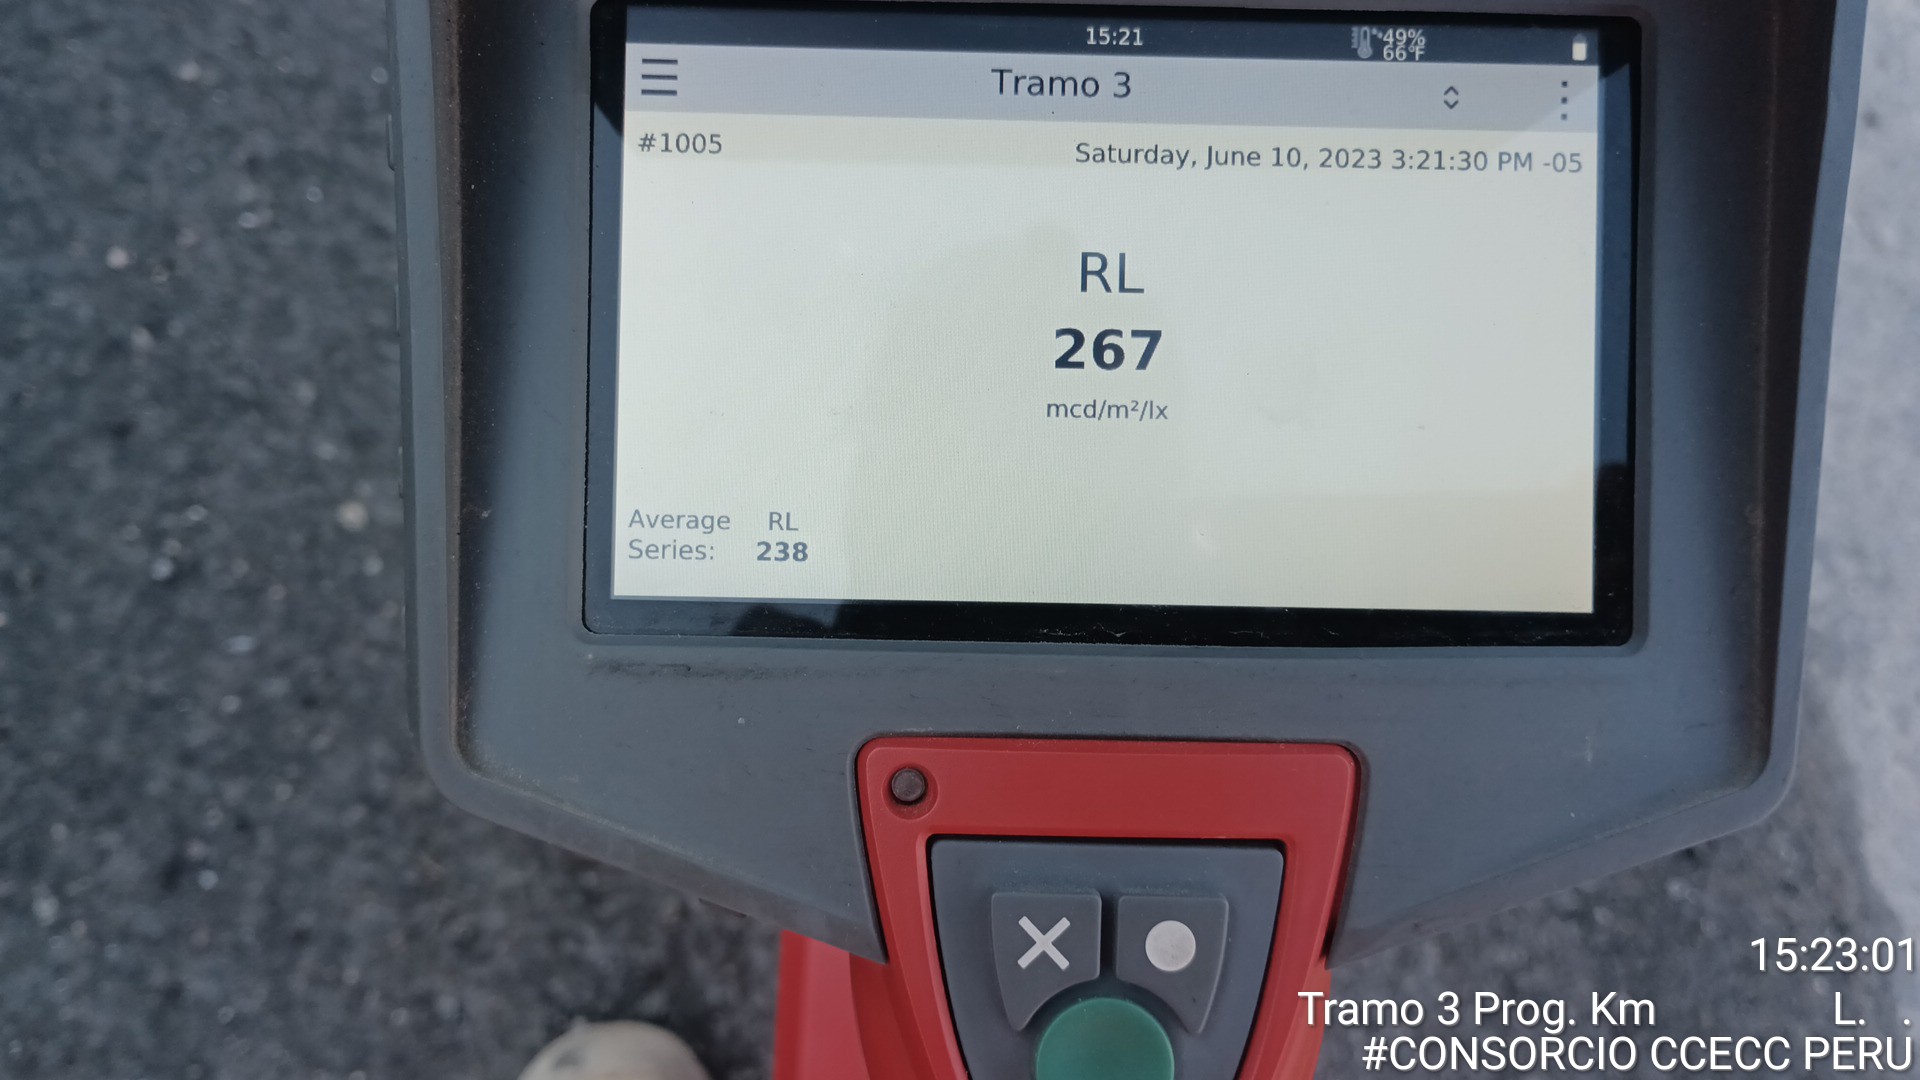 15:21
49%
66°F
Tramo 3
#1005
Saturday, June 10, 2023 3:21:30 PM -05
RL
267
mcd/m²/lx
Average RL
Series: 238
15:23:01
Tramo 3 Prog. Km L. .
#CONSORCIO CCECC PERU